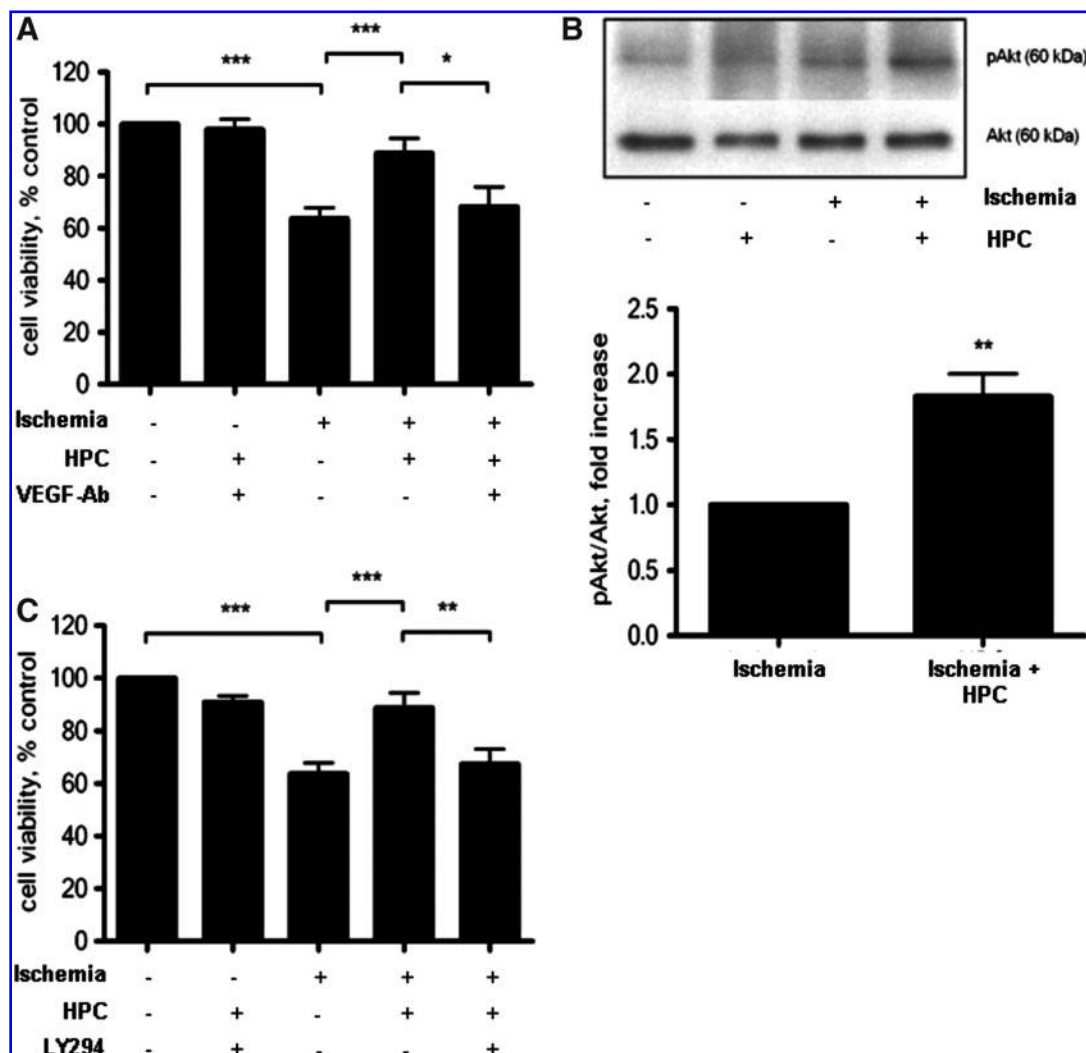 A
***
***
*
cell viability, % control
120
100
80
60
40
20
0
Ischemia - - + + +
HPC - + - + +
VEGF-Ab - + - - +
B
pAkt (60 kDa)
Akt (60 kDa)
- - + + Ischemia
- + - + HPC
pAkt/Akt, fold increase
2.5
2.0
1.5
1.0
0.5
0.0
**
Ischemia
Ischemia +
HPC
C
***
***
**
cell viability, % control
120
100
80
60
40
20
0
Ischemia - - + + +
HPC - + - + +
LY294 - + - - +